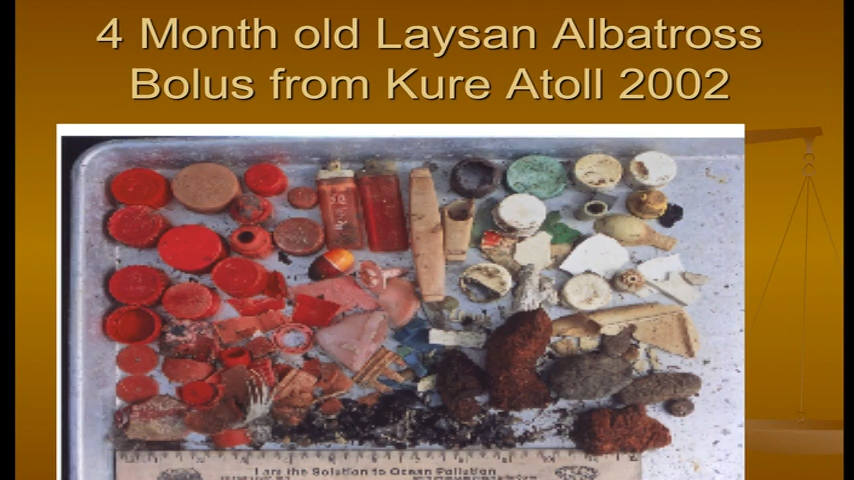 4 Month old Laysan Albatross
Bolus from Kure Atoll 2002
I am the Solution to Ocean Pollution